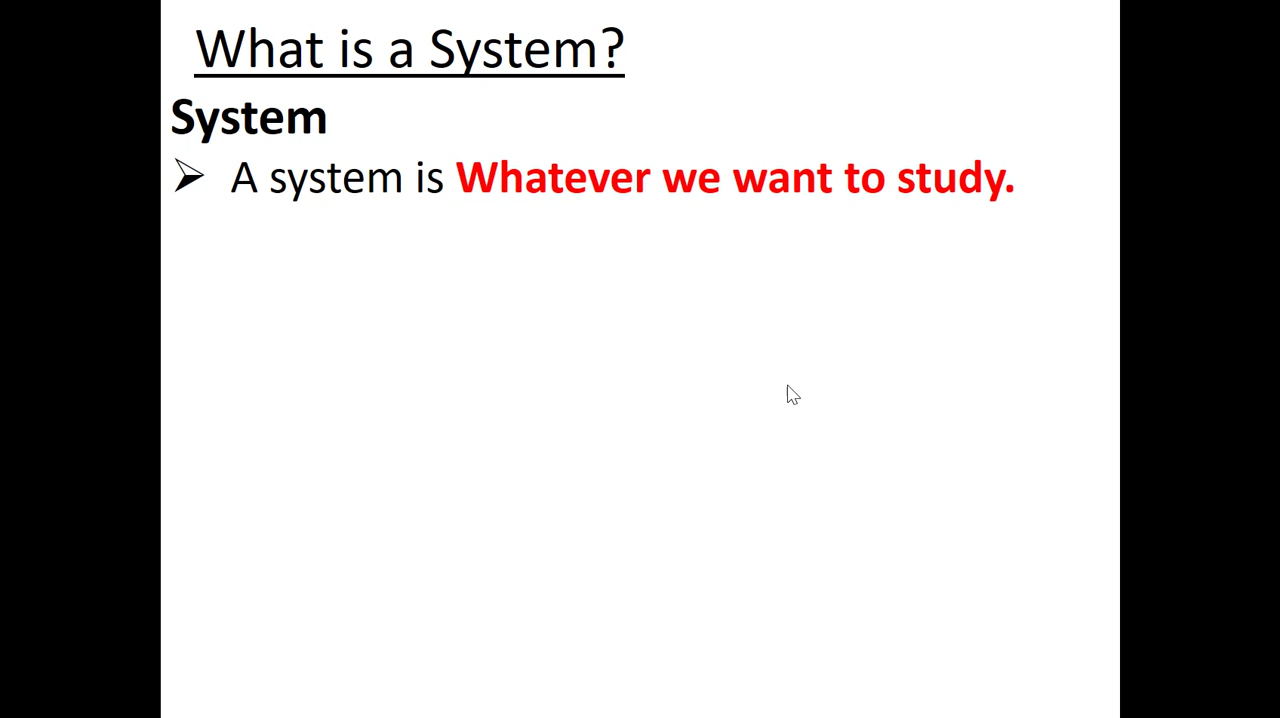 What is a System?
System
➢ A system is Whatever we want to study.